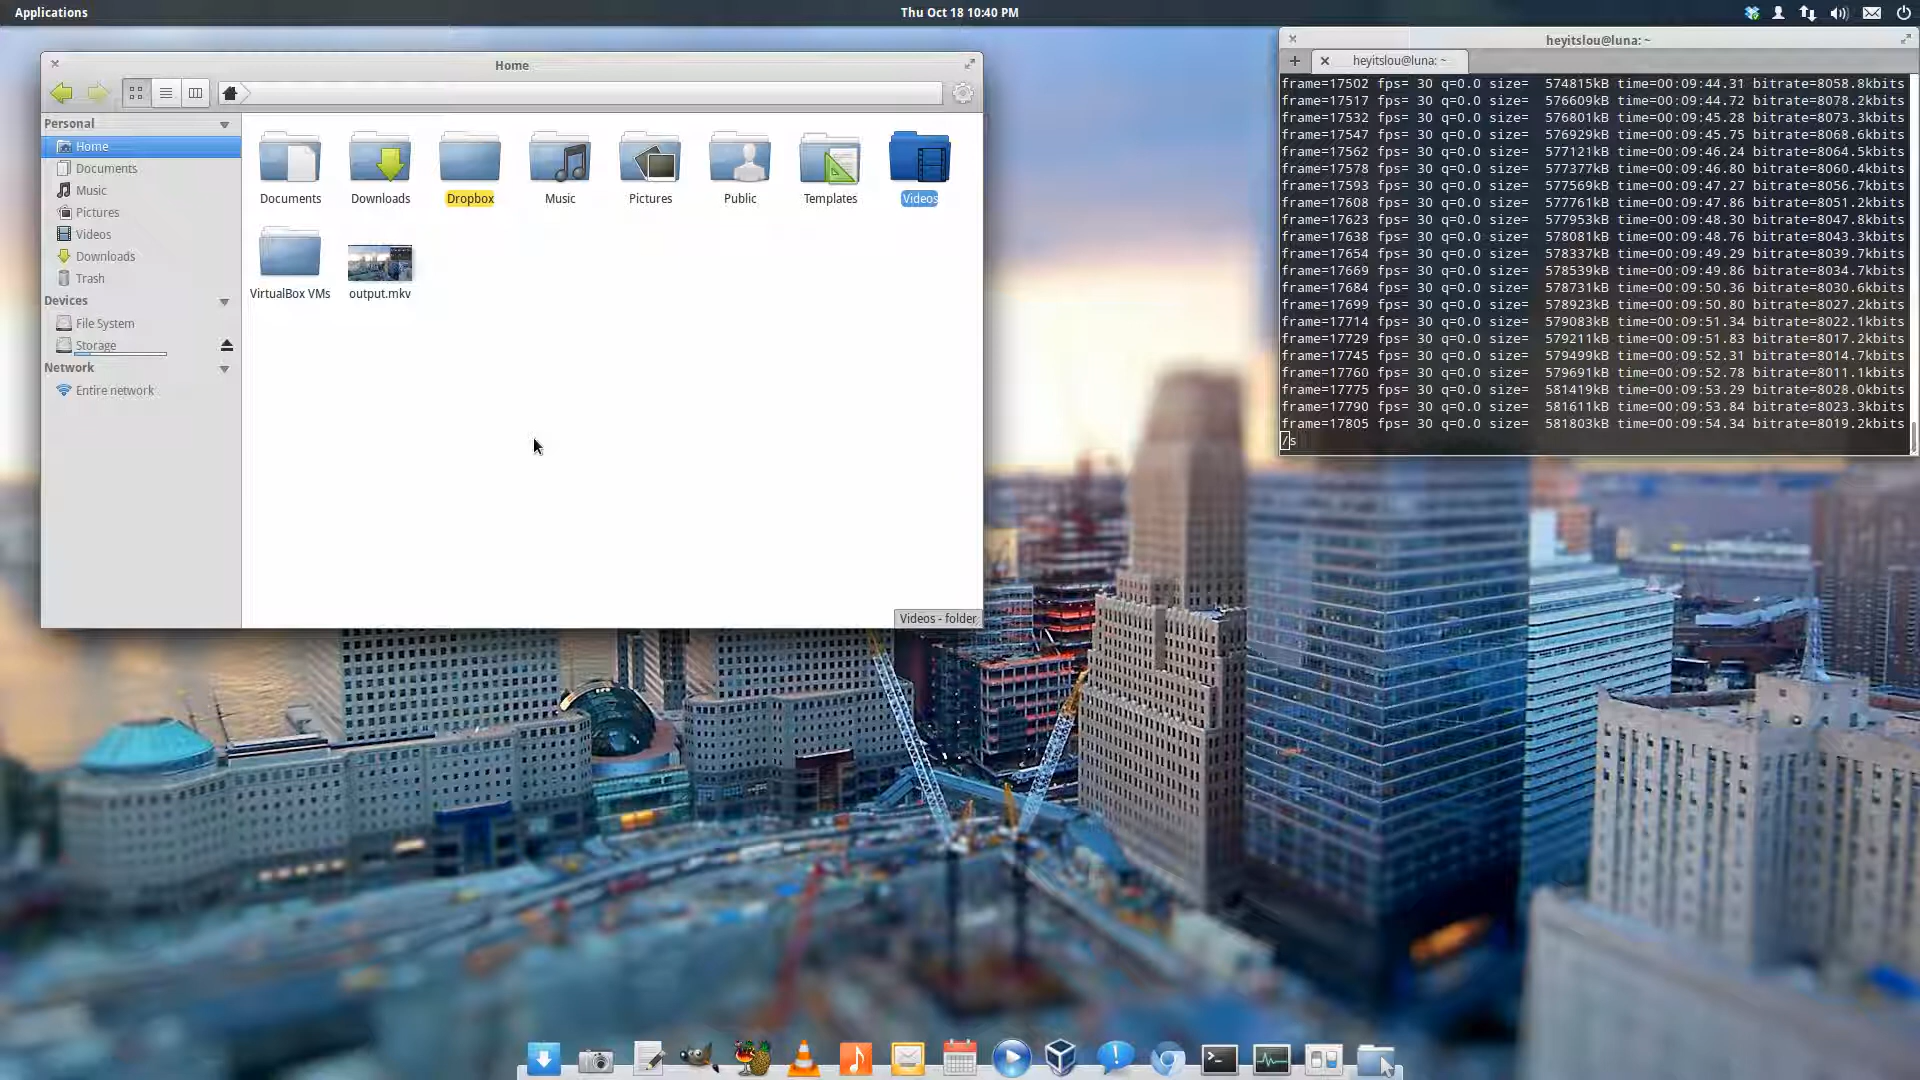 Applications
Thu Oct 18 10:40 PM
Home
Personal
Home
Documents
Music
Pictures
Videos
Downloads
Trash
Devices
File System
Storage
Network
Entire network
Documents
Downloads
Dropbox
Music
Pictures
Public
Templates
Videos
VirtualBox VMs
output.mkv
Videos - folder
heyitslou@luna: ~
heyitslou@luna: ~
frame=17502 fps= 30 q=0.0 size=  574815kB time=00:09:44.31 bitrate=8058.8kbits
frame=17517 fps= 30 q=0.0 size=  576609kB time=00:09:44.72 bitrate=8078.2kbits
frame=17532 fps= 30 q=0.0 size=  576801kB time=00:09:45.28 bitrate=8073.3kbits
frame=17547 fps= 30 q=0.0 size=  576929kB time=00:09:45.75 bitrate=8068.6kbits
frame=17562 fps= 30 q=0.0 size=  577121kB time=00:09:46.24 bitrate=8064.5kbits
frame=17578 fps= 30 q=0.0 size=  577377kB time=00:09:46.80 bitrate=8060.4kbits
frame=17593 fps= 30 q=0.0 size=  577569kB time=00:09:47.27 bitrate=8056.7kbits
frame=17608 fps= 30 q=0.0 size=  577761kB time=00:09:47.86 bitrate=8051.2kbits
frame=17623 fps= 30 q=0.0 size=  577953kB time=00:09:48.30 bitrate=8047.8kbits
frame=17638 fps= 30 q=0.0 size=  578081kB time=00:09:48.76 bitrate=8043.3kbits
frame=17654 fps= 30 q=0.0 size=  578337kB time=00:09:49.29 bitrate=8039.7kbits
frame=17669 fps= 30 q=0.0 size=  578539kB time=00:09:49.86 bitrate=8034.7kbits
frame=17684 fps= 30 q=0.0 size=  578731kB time=00:09:50.36 bitrate=8030.6kbits
frame=17699 fps= 30 q=0.0 size=  578923kB time=00:09:50.80 bitrate=8027.2kbits
frame=17714 fps= 30 q=0.0 size=  579083kB time=00:09:51.34 bitrate=8022.1kbits
frame=17729 fps= 30 q=0.0 size=  579211kB time=00:09:51.83 bitrate=8017.2kbits
frame=17745 fps= 30 q=0.0 size=  579499kB time=00:09:52.31 bitrate=8014.7kbits
frame=17760 fps= 30 q=0.0 size=  579691kB time=00:09:52.78 bitrate=8011.1kbits
frame=17775 fps= 30 q=0.0 size=  581419kB time=00:09:53.29 bitrate=8028.0kbits
frame=17790 fps= 30 q=0.0 size=  581611kB time=00:09:53.84 bitrate=8023.3kbits
frame=17805 fps= 30 q=0.0 size=  581803kB time=00:09:54.34 bitrate=8019.2kbits
/s